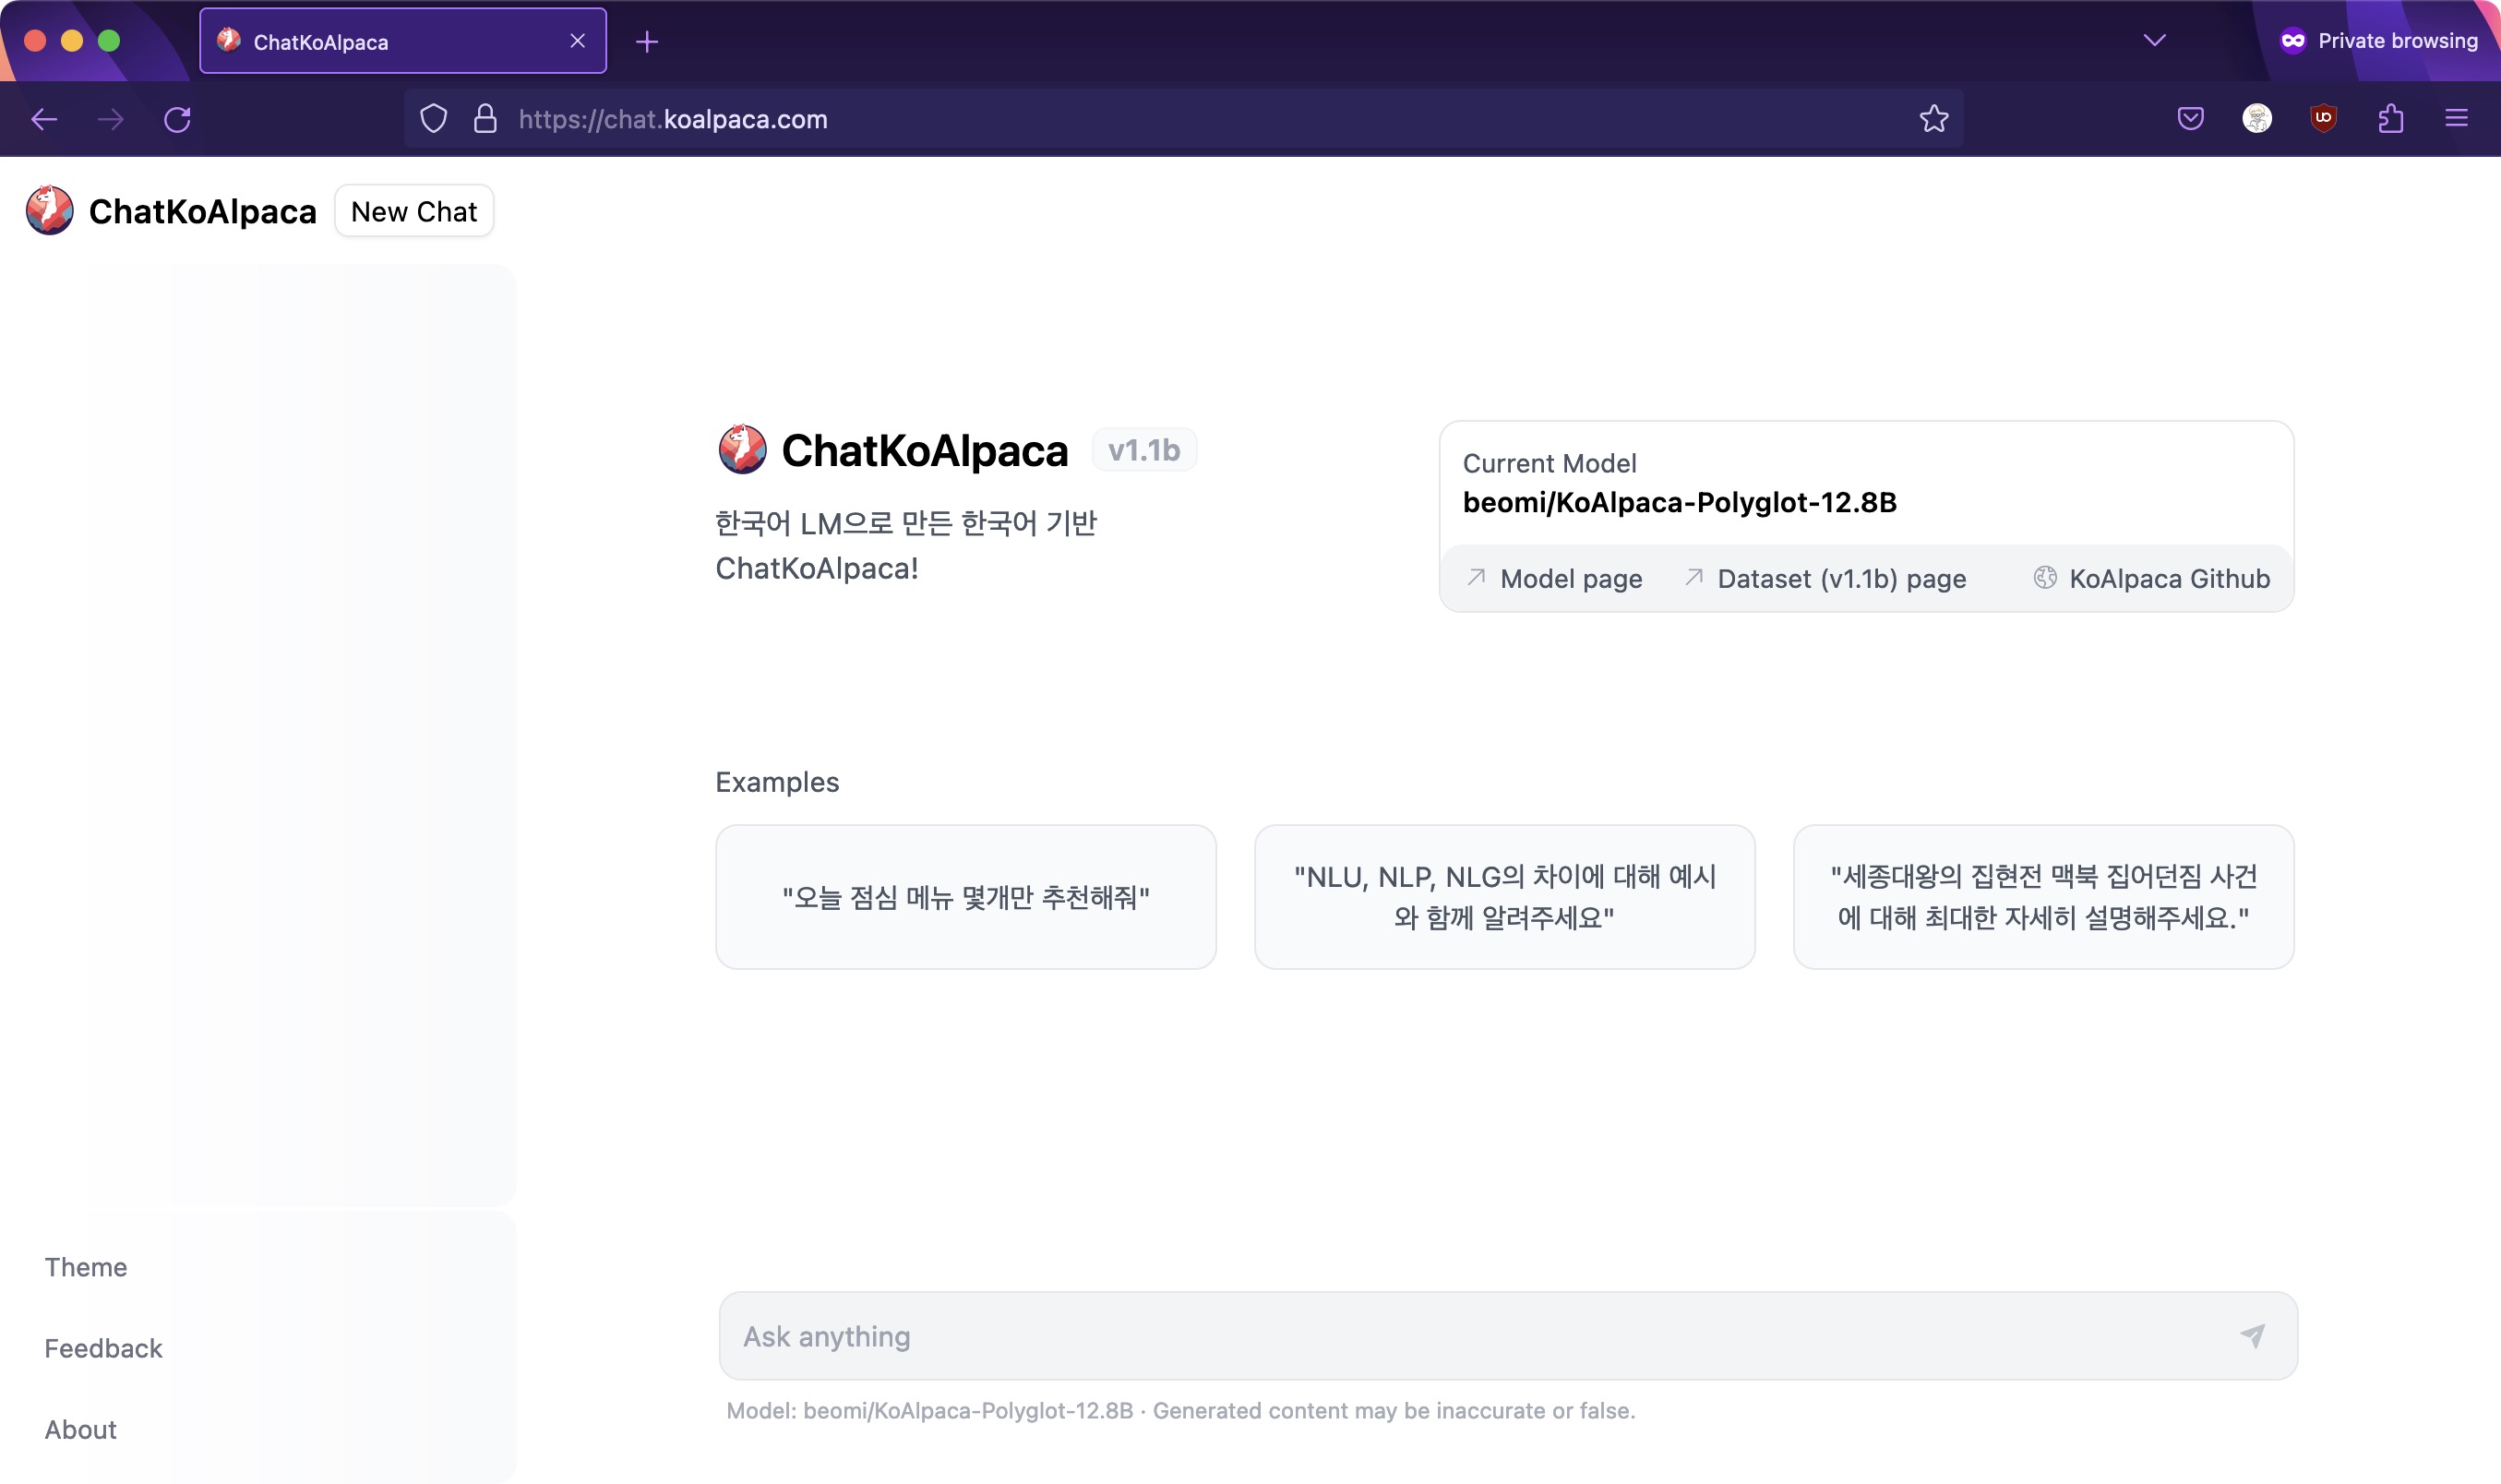 ChatKoAlpaca
Private browsing
https://chat.koalpaca.com
ChatKoAlpaca
New Chat
ChatKoAlpaca v1.1b
한국어 LM으로 만든 한국어 기반
ChatKoAlpaca!
Current Model
beomi/KoAlpaca-Polyglot-12.8B
Model page
Dataset (v1.1b) page
KoAlpaca Github
Examples
"오늘 점심 메뉴 몇개만 추천해줘"
"NLU, NLP, NLG의 차이에 대해 예시
와 함께 알려주세요"
"세종대왕의 집현전 맥북 집어던짐 사건
에 대해 최대한 자세히 설명해주세요."
Theme
Feedback
About
Ask anything
Model: beomi/KoAlpaca-Polyglot-12.8B · Generated content may be inaccurate or false.